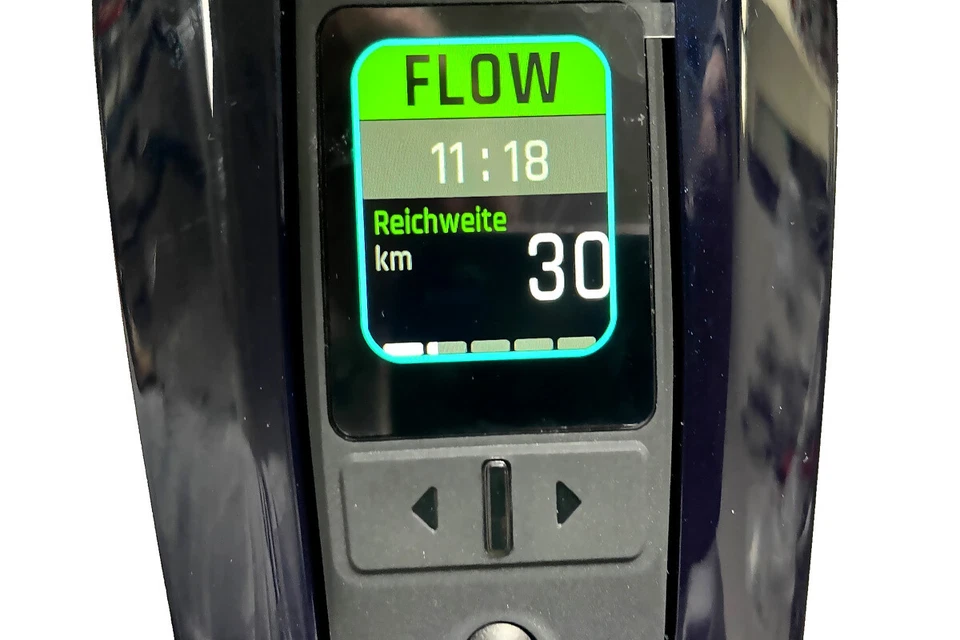 FLOW
11 : 18
Reichweite
km 30